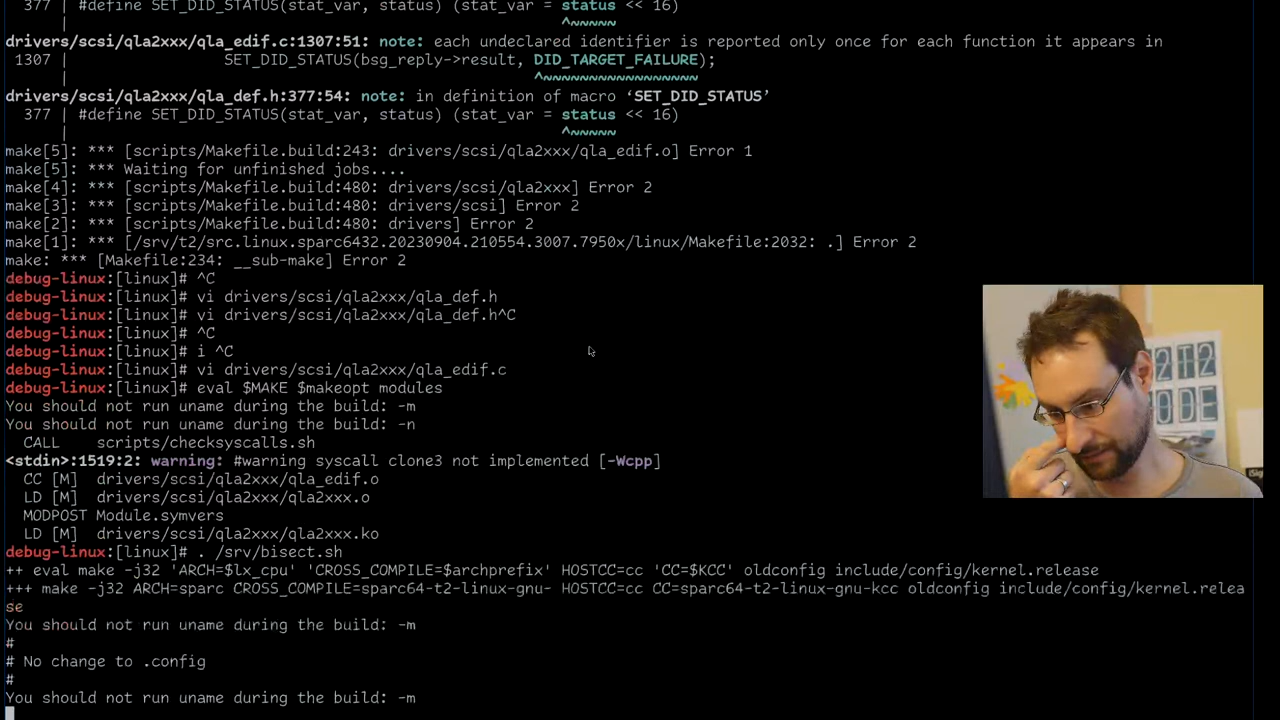 377 | #define SET_DID_STATUS(stat_var, status) (stat_var = status << 16)
| ^~~~~~
drivers/scsi/qla2xxx/qla_edif.c:1307:51: note: each undeclared identifier is reported only once for each function it appears in
1307 | SET_DID_STATUS(bsg_reply->result, DID_TARGET_FAILURE);
| ^~~~~~~~~~~~~~~~~~
drivers/scsi/qla2xxx/qla_def.h:377:54: note: in definition of macro ‘SET_DID_STATUS’
377 | #define SET_DID_STATUS(stat_var, status) (stat_var = status << 16)
| ^~~~~~
make[5]: *** [scripts/Makefile.build:243: drivers/scsi/qla2xxx/qla_edif.o] Error 1
make[5]: *** Waiting for unfinished jobs....
make[4]: *** [scripts/Makefile.build:480: drivers/scsi/qla2xxx] Error 2
make[3]: *** [scripts/Makefile.build:480: drivers/scsi] Error 2
make[2]: *** [scripts/Makefile.build:480: drivers] Error 2
make[1]: *** [/srv/t2/src.linux.sparc6432.20230904.210554.3007.7950x/linux/Makefile:2032: .] Error 2
make: *** [Makefile:234: __sub-make] Error 2
debug-linux:[linux]# ^C
debug-linux:[linux]# vi drivers/scsi/qla2xxx/qla_def.h
debug-linux:[linux]# vi drivers/scsi/qla2xxx/qla_def.h^C
debug-linux:[linux]# ^C
debug-linux:[linux]# i ^C
debug-linux:[linux]# vi drivers/scsi/qla2xxx/qla_edif.c
debug-linux:[linux]# eval $MAKE $makeopt modules
You should not run uname during the build: -m
You should not run uname during the build: -n
CALL scripts/checksyscalls.sh
<stdin>:1519:2: warning: #warning syscall clone3 not implemented [-Wcpp]
CC [M] drivers/scsi/qla2xxx/qla_edif.o
LD [M] drivers/scsi/qla2xxx/qla2xxx.o
MODPOST Module.symvers
LD [M] drivers/scsi/qla2xxx/qla2xxx.ko
debug-linux:[linux]# . /srv/bisect.sh
++ eval make -j32 'ARCH=$lx_cpu' 'CROSS_COMPILE=$archprefix' HOSTCC=cc 'CC=$KCC' oldconfig include/config/kernel.release
+++ make -j32 ARCH=sparc CROSS_COMPILE=sparc64-t2-linux-gnu- HOSTCC=cc CC=sparc64-t2-linux-gnu-kcc oldconfig include/config/kernel.relea
se
You should not run uname during the build: -m
#
# No change to .config
#
You should not run uname during the build: -m